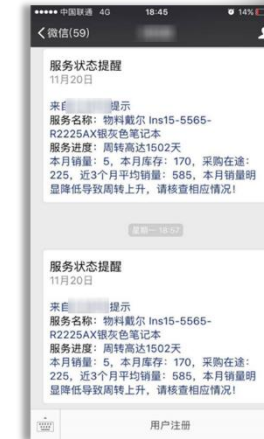 中国联通 4G 18:45 14%
微信(59)
服务状态提醒
11月20日
来自 提示
服务名称：物料戴尔 Ins15-5565-
R2225AX银灰色笔记本
服务进度：周转高达1502天
本月销量：5，本月库存：170，采购在途：
225，近3个月平均销量：585，本月销量明
显降低导致周转上升，请核查相应情况！
星期一 18:57
服务状态提醒
11月20日
来自 提示
服务名称：物料戴尔 Ins15-5565-
R2225AX银灰色笔记本
服务进度：周转高达1502天
本月销量：5，本月库存：170，采购在途：
225，近3个月平均销量：585，本月销量明
显降低导致周转上升，请核查相应情况！
用户注册